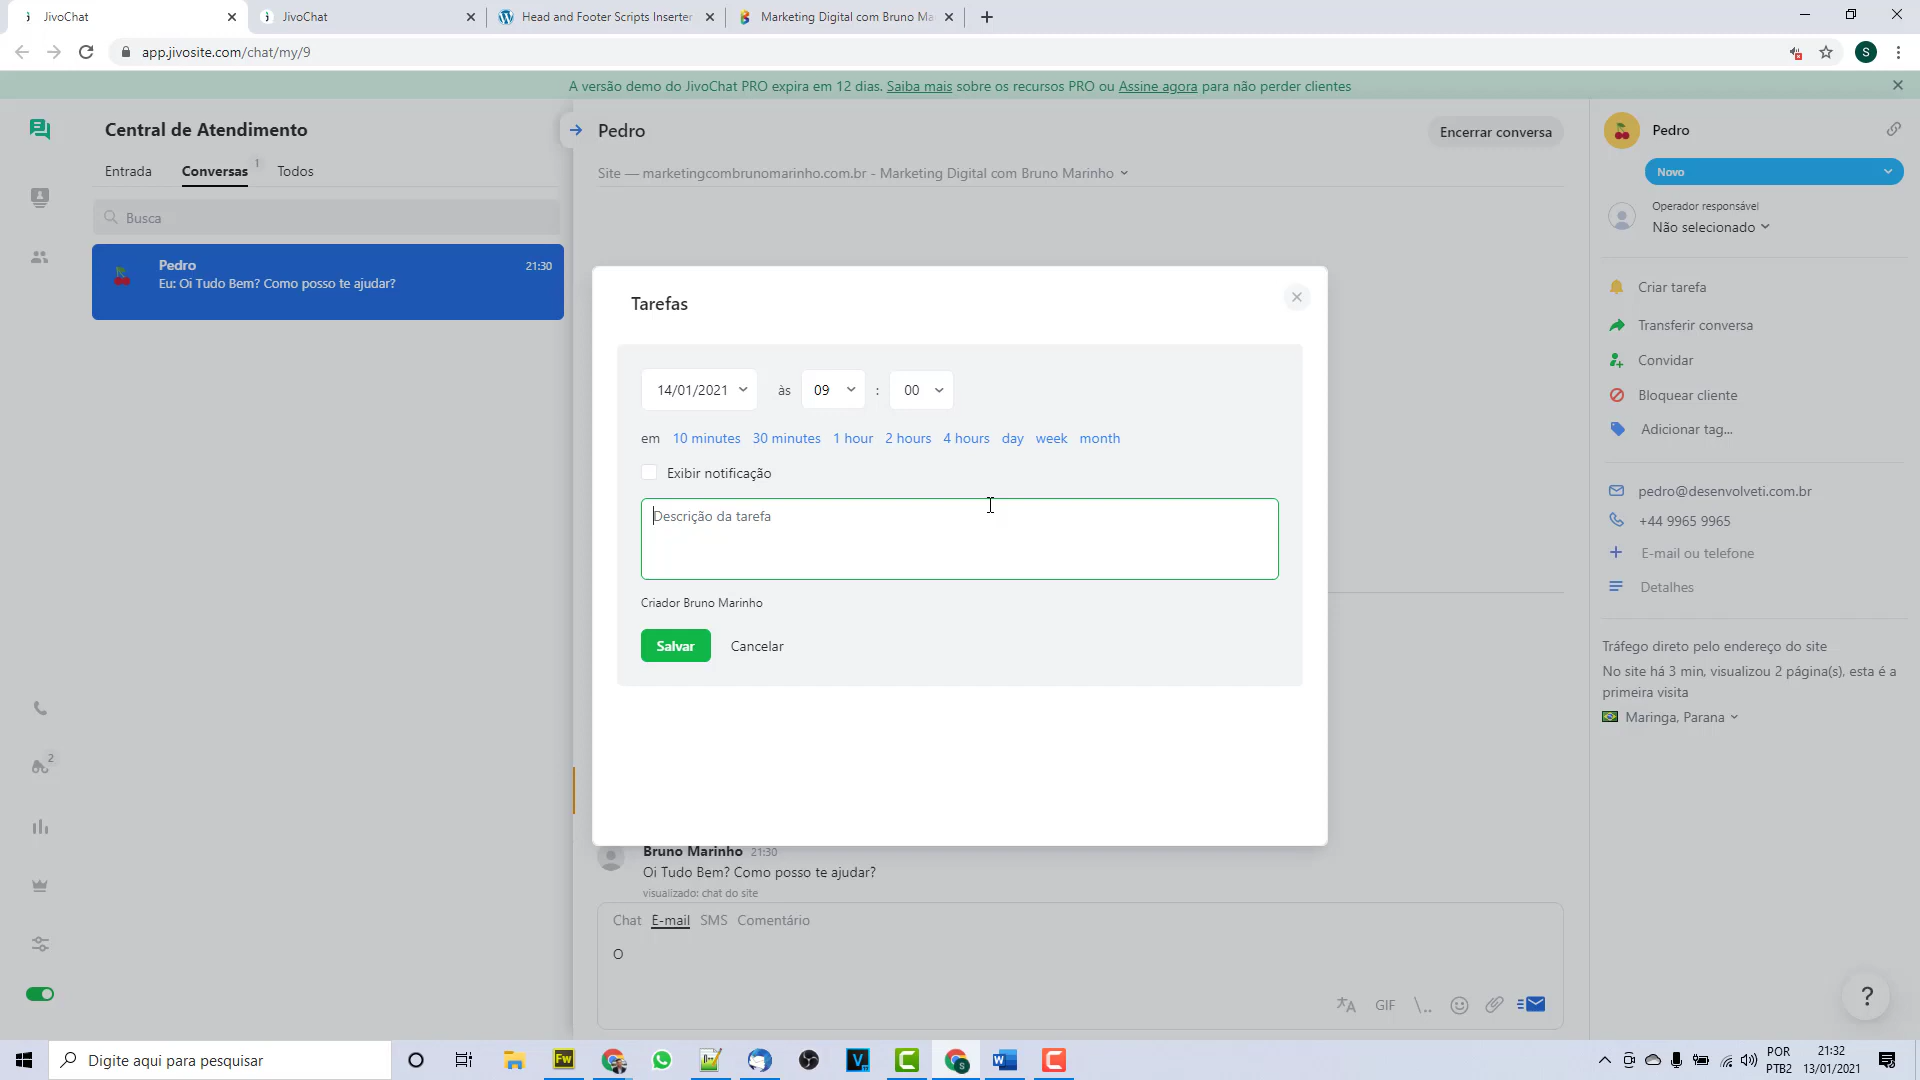 JivoChat
JivoChat
Head and Footer Scripts Inserter
Marketing Digital com Bruno Ma
app.jivosite.com/chat/my/9
S
A versão demo do JivoChat PRO expira em 12 dias. Saiba mais sobre os recursos PRO ou Assine agora para não perder clientes
Central de Atendimento
Entrada
Conversas
1
Todos
Busca
Pedro
21:30
Eu: Oi Tudo Bem? Como posso te ajudar?
2
Pedro
Encerrar conversa
Site — marketingcombrunomarinho.com.br - Marketing Digital com Bruno Marinho
Tarefas
14/01/2021
às
09
:
00
em
10 minutes
30 minutes
1 hour
2 hours
4 hours
day
week
month
Exibir notificação
Descrição da tarefa
Criador Bruno Marinho
Salvar
Cancelar
Bruno Marinho 21:30
Oi Tudo Bem? Como posso te ajudar?
visualizado: chat do site
Chat
E-mail
SMS
Comentário
O
GIF
Pedro
Novo
Operador responsável
Não selecionado
Criar tarefa
Transferir conversa
Convidar
Bloquear cliente
Adicionar tag...
pedro@desenvolveti.com.br
+44 9965 9965
E-mail ou telefone
Detalhes
Tráfego direto pelo endereço do site
No site há 3 min, visualizou 2 página(s), esta é a
primeira visita
Maringa, Parana
?
Digite aqui para pesquisar
Fw
POR
PTB2
21:32
13/01/2021